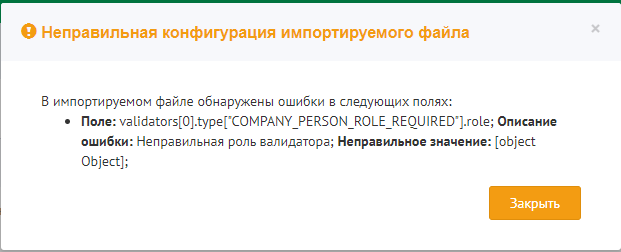 Неправильная конфигурация импортируемого файла
×
В импортируемом файле обнаружены ошибки в следующих полях:
• Поле: validators[0].type["COMPANY_PERSON_ROLE_REQUIRED"].role; Описание
ошибки: Неправильная роль валидатора; Неправильное значение: [object
Object];
Закрыть